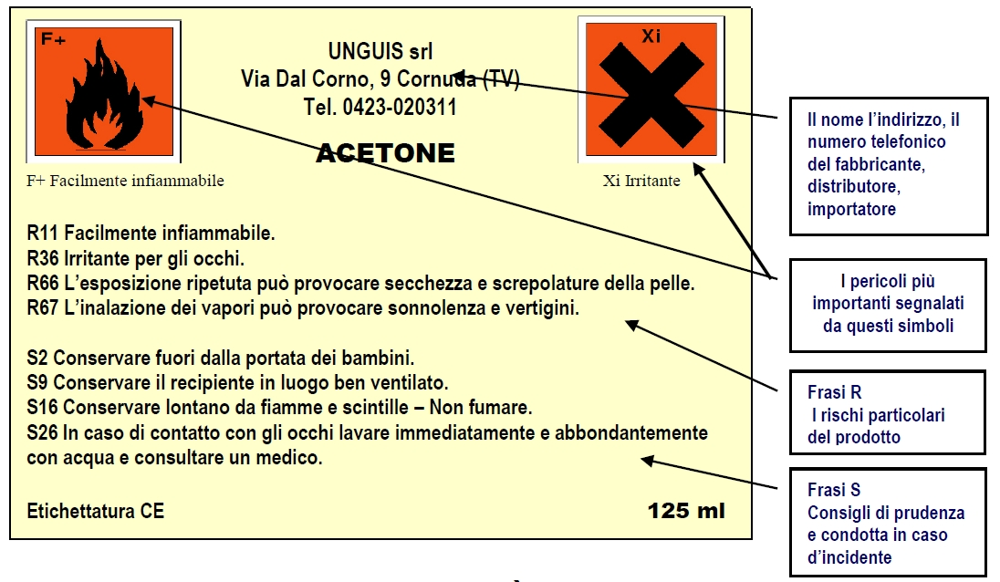 F+
UNGUIS srl
Via Dal Corno, 9 Cornuda (TV)
Tel. 0423-020311
ACETONE
Xi
F+ Facilmente infiammabile
Xi Irritante
R11 Facilmente infiammabile.
R36 Irritante per gli occhi.
R66 L’esposizione ripetuta può provocare secchezza e screpolature della pelle.
R67 L’inalazione dei vapori può provocare sonnolenza e vertigini.
S2 Conservare fuori dalla portata dei bambini.
S9 Conservare il recipiente in luogo ben ventilato.
S16 Conservare lontano da fiamme e scintille – Non fumare.
S26 In caso di contatto con gli occhi lavare immediatamente e abbondantemente
con acqua e consultare un medico.
Etichettatura CE
125 ml
Il nome l’indirizzo, il
numero telefonico
del fabbricante,
distributore,
importatore
I pericoli più
importanti segnalati
da questi simboli
Frasi R
I rischi particolari
del prodotto
Frasi S
Consigli di prudenza
e condotta in caso
d’incidente